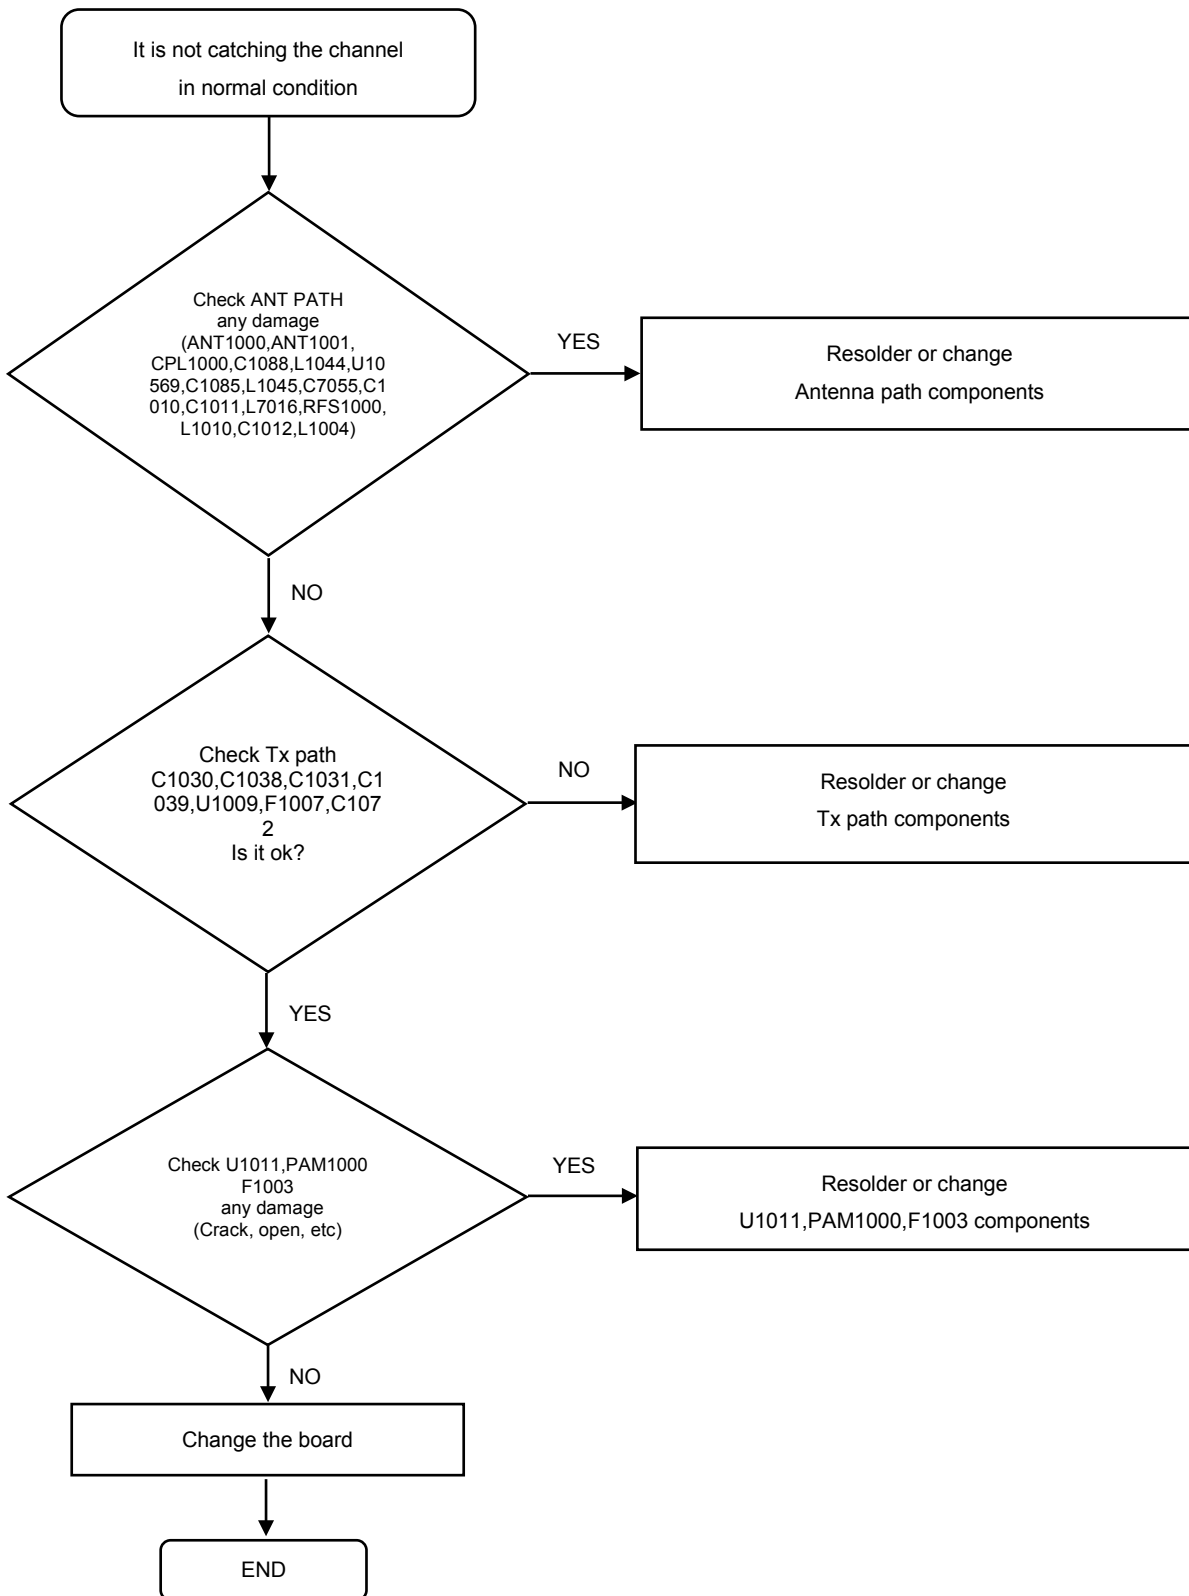 It is not catching the channel
in normal condition
Check ANT PATH
any damage
(ANT1000,ANT1001,
CPL1000,C1088,L1044,U10
569,C1085,L1045,C7055,C1
010,C1011,L7016,RFS1000,
L1010,C1012,L1004)
YES
Resolder or change
Antenna path components
NO
Check Tx path
C1030,C1038,C1031,C1
039,U1009,F1007,C107
2
Is it ok?
NO
Resolder or change
Tx path components
YES
Check U1011,PAM1000
F1003
any damage
(Crack, open, etc)
YES
Resolder or change
U1011,PAM1000,F1003 components
NO
Change the board
END